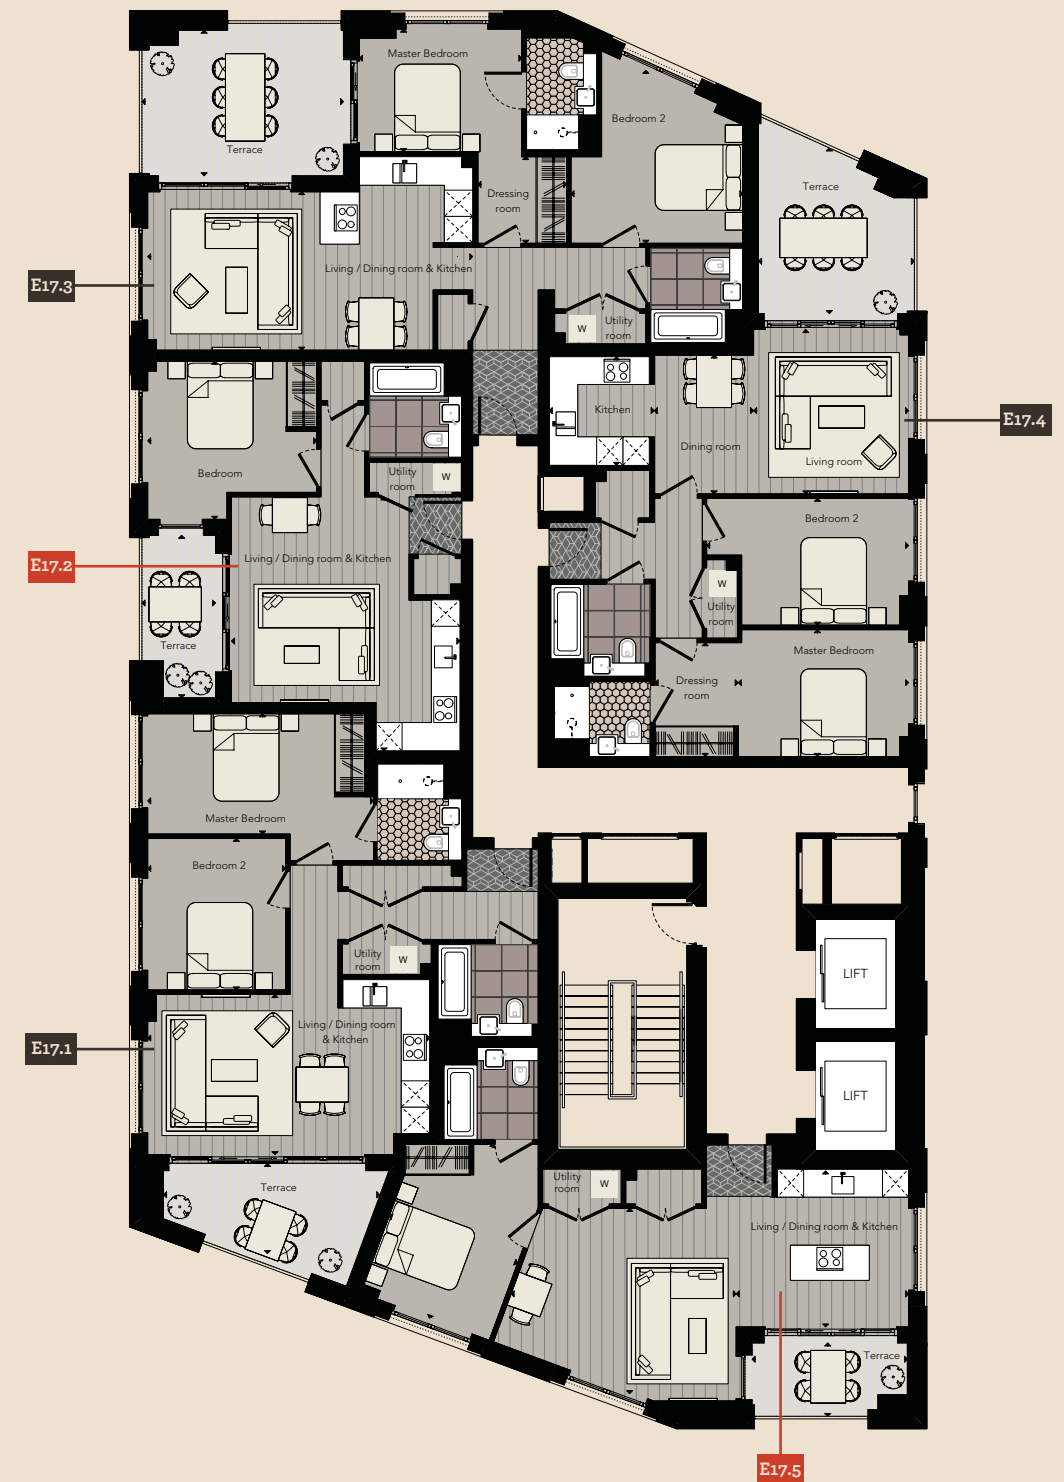 Master Bedroom
Bedroom 2
Terrace
Terrace
Dressing
room
E17.3
Living / Dining room & Kitchen
W
Utility
room
Kitchen
Dining room
Living room
E17.4
Bedroom
Utility
room
W
Bedroom 2
E17.2
Living / Dining room & Kitchen
W
Utility
room
Terrace
Master Bedroom
Dressing
room
Master Bedroom
Bedroom 2
Utility
room
W
LIFT
E17.1
Living / Dining room
& Kitchen
LIFT
Terrace
Utility
room
W
Living / Dining room & Kitchen
Terrace
E17.5